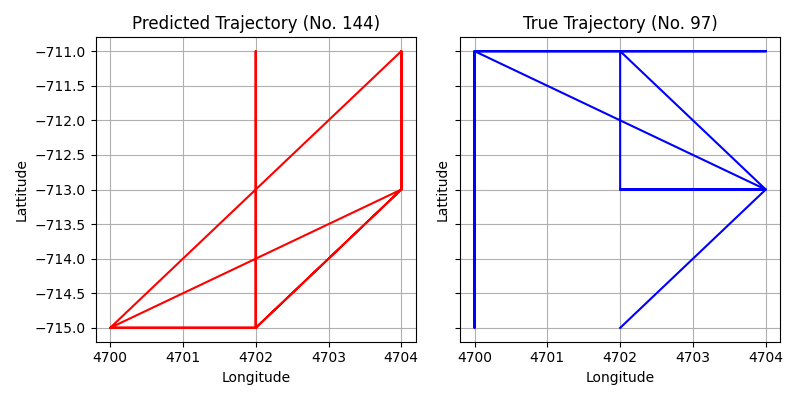 Predicted Trajectory (No. 144)
True Trajectory (No. 97)
−711.0
−711.5
−712.0
−712.5
−713.0
−713.5
−714.0
−714.5
−715.0
Lattitude
Lattitude
4700 4701 4702 4703 4704
4700 4701 4702 4703 4704
Longitude
Longitude